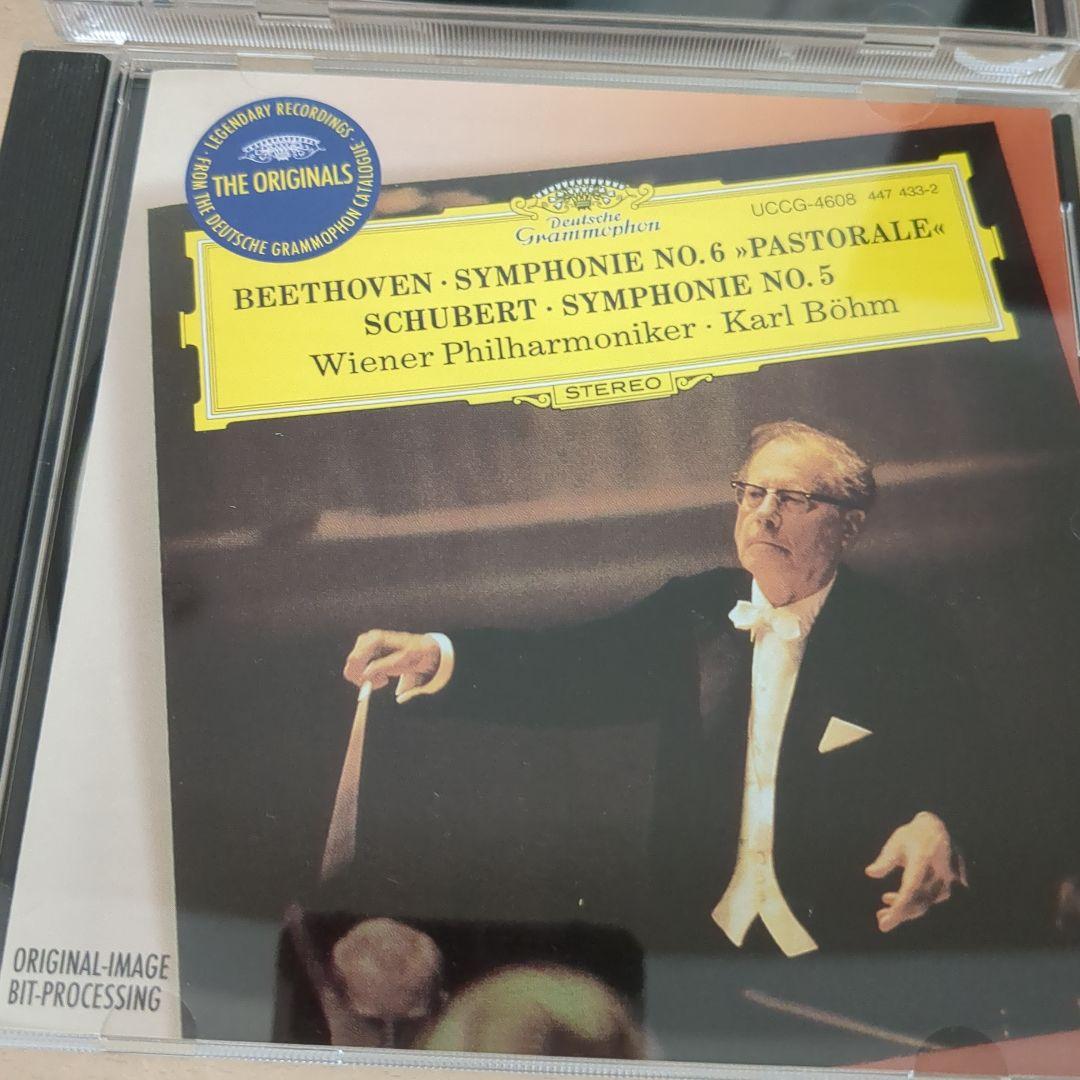 LEGENDARY RECORDINGS ·
FROM THE DEUTSCHE GRAMMOPHON CATALOGUE ·
THE ORIGINALS
Deutsche
Grammophon
UCCG-4608 447 433-2
BEETHOVEN · SYMPHONIE NO. 6 »PASTORALE«
SCHUBERT · SYMPHONIE NO. 5
Wiener Philharmoniker · Karl Böhm
STEREO
ORIGINAL-IMAGE
BIT-PROCESSING